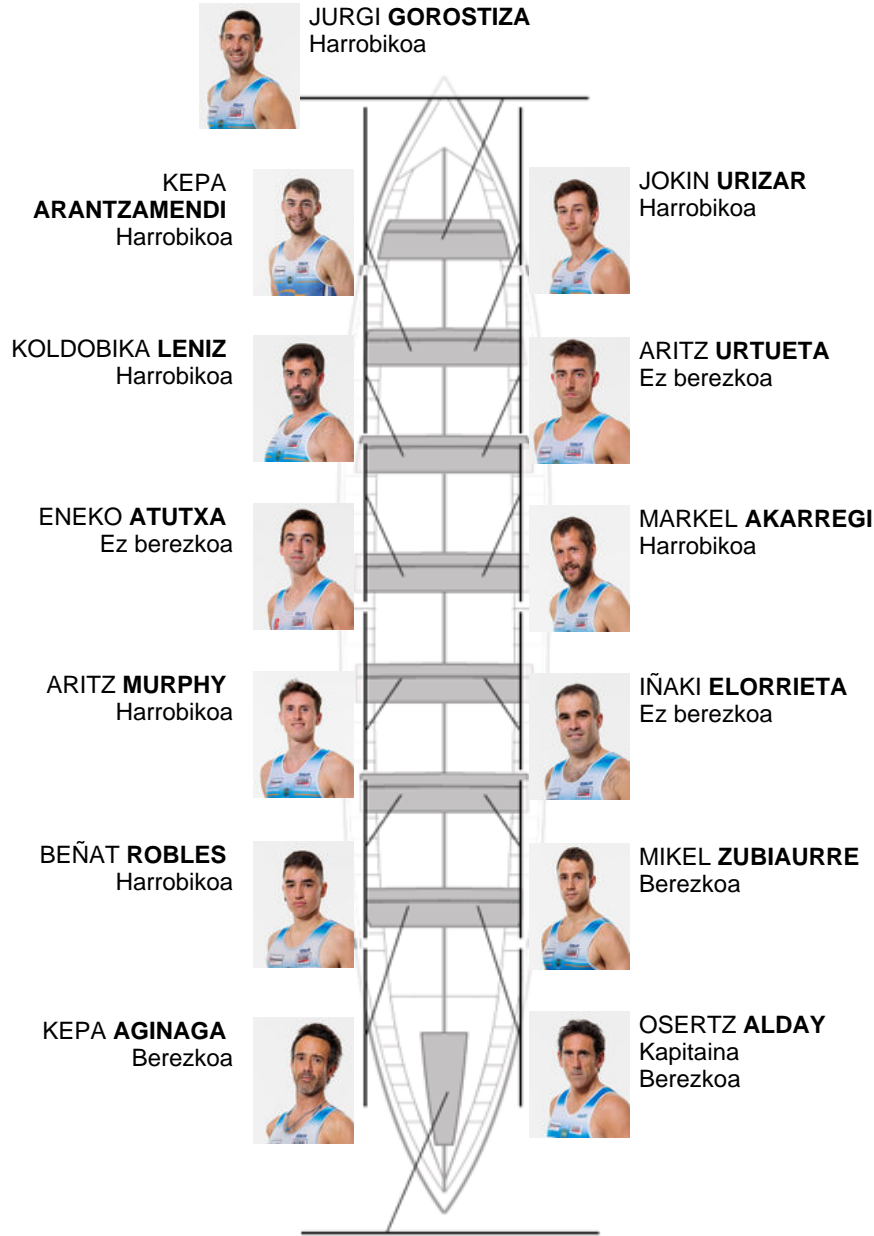 JURGI GOROSTIZA
Harrobikoa
KEPA
ARANTZAMENDI
Harrobikoa
JOKIN URIZAR
Harrobikoa
KOLDOBIKA LENIZ
Harrobikoa
ARITZ URTUETA
Ez berezkoa
ENEKO ATUTXA
Ez berezkoa
MARKEL AKARREGI
Harrobikoa
ARITZ MURPHY
Harrobikoa
IÑAKI ELORRIETA
Ez berezkoa
BEÑAT ROBLES
Harrobikoa
MIKEL ZUBIAURRE
Berezkoa
KEPA AGINAGA
Berezkoa
OSERTZ ALDAY
Kapitaina
Berezkoa